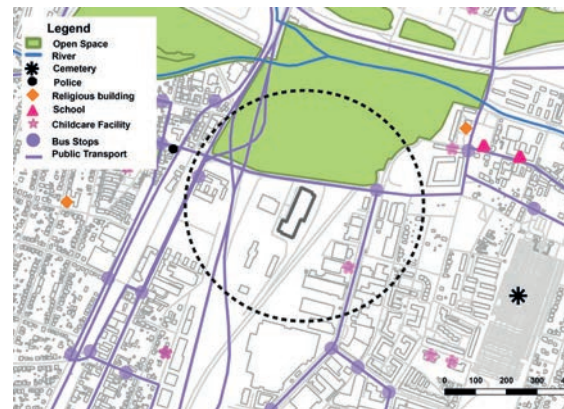 Legend
Open Space
River
Cemetery
Police
Religious building
School
Childcare Facility
Bus Stops
Public Transport
0 100 200 300